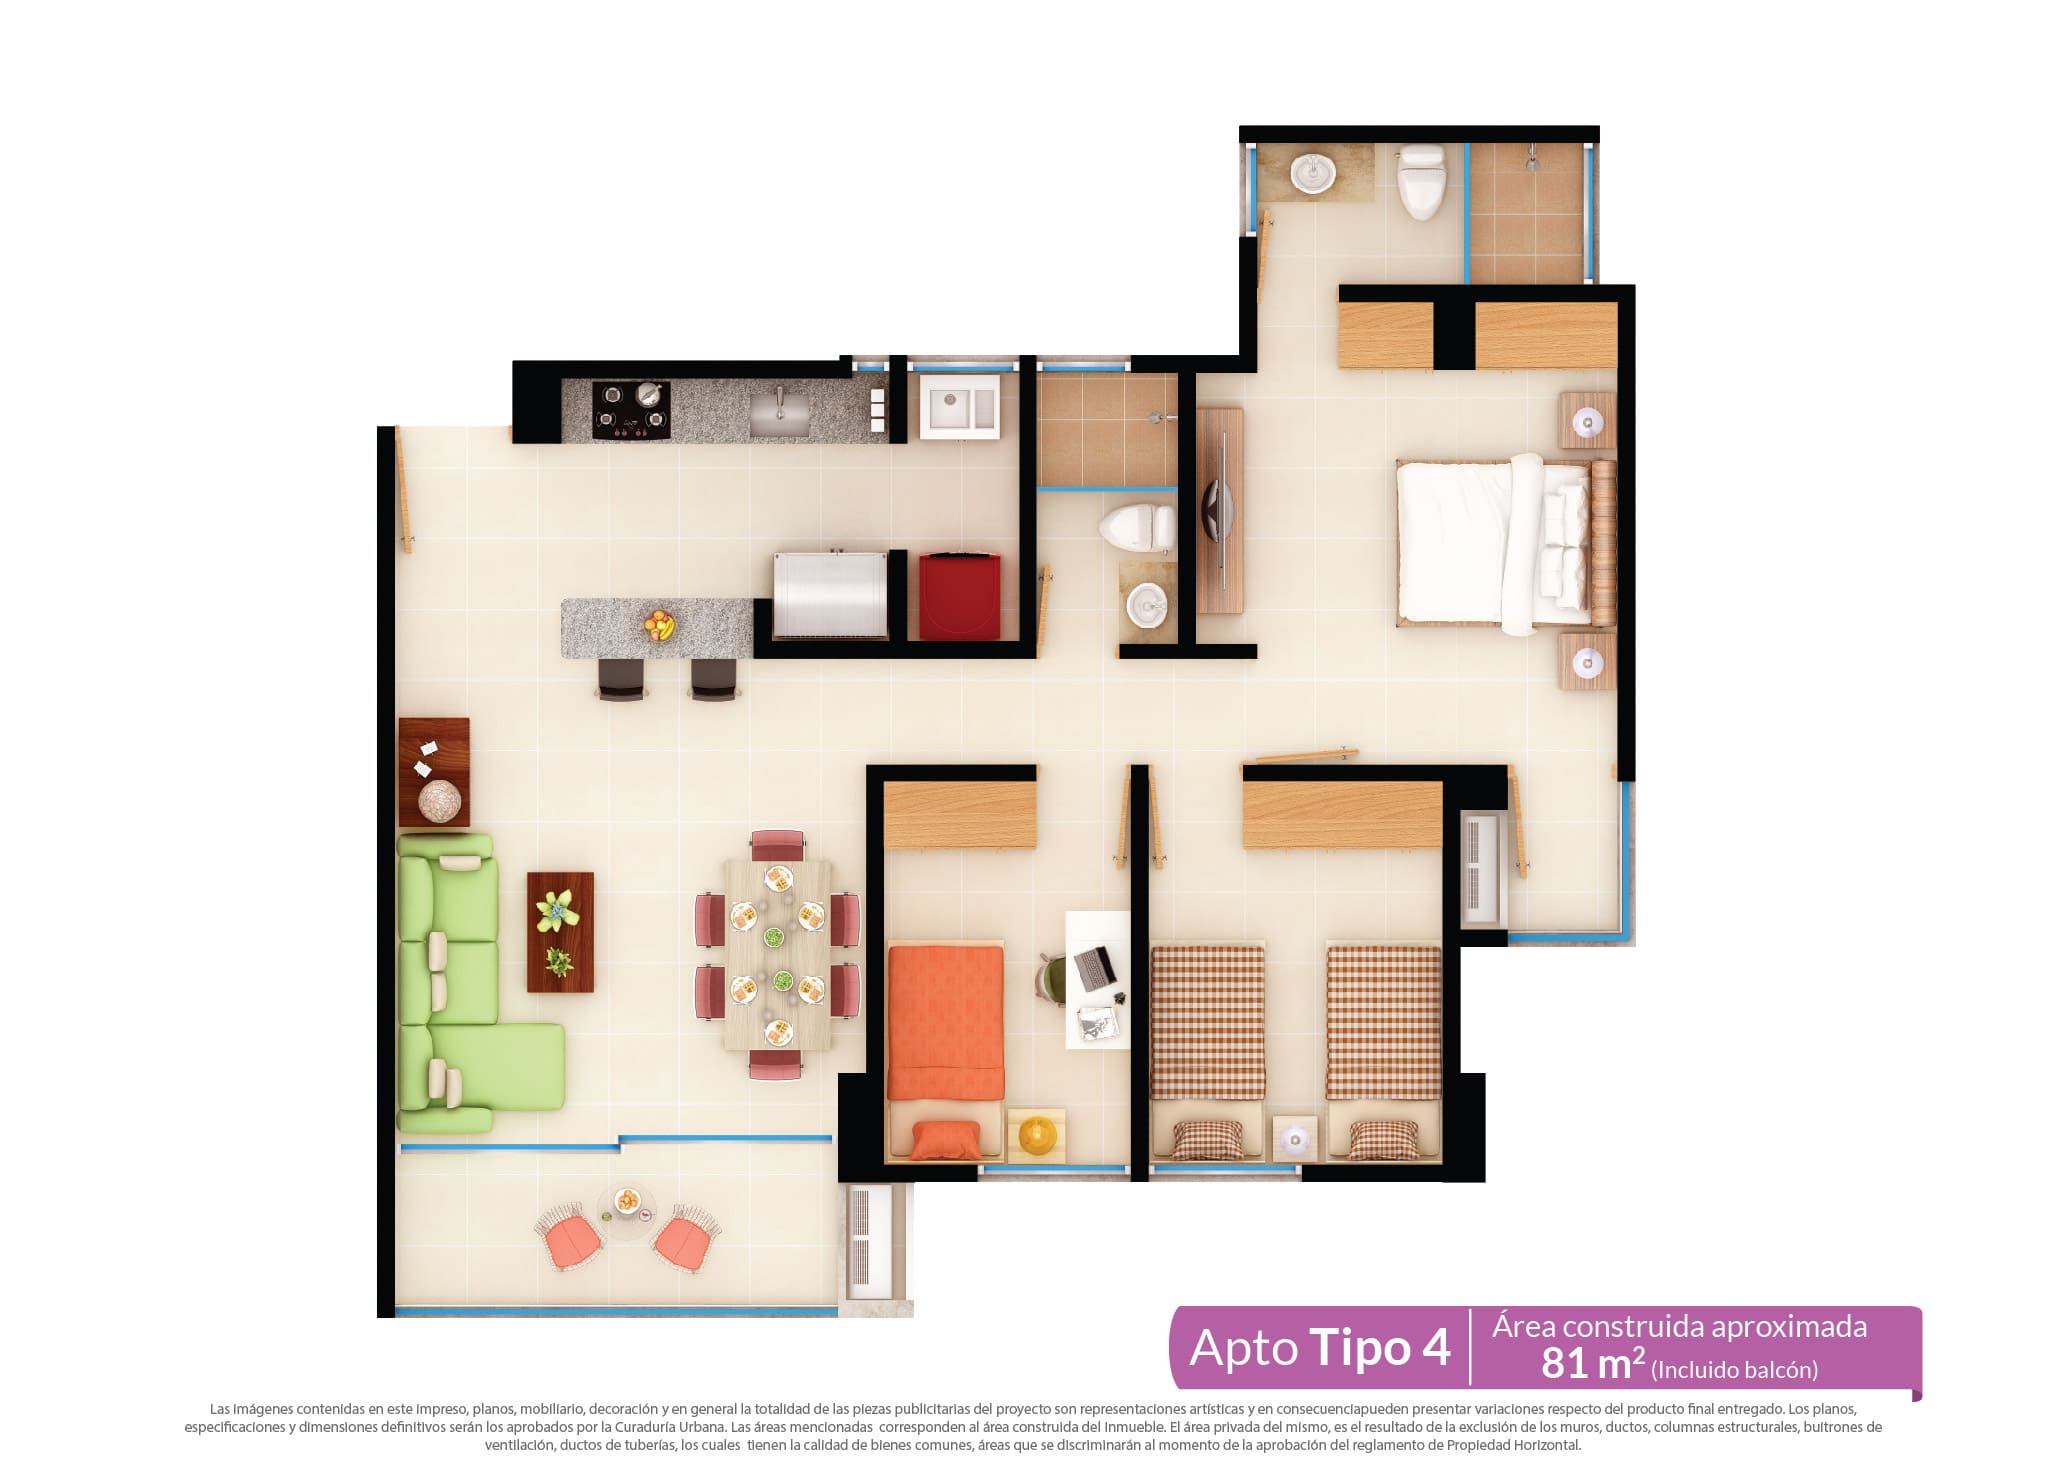 Apto Tipo 4
Área construida aproximada
81 m² (Incluido balcón)
Las imágenes contenidas en este impreso, planos, mobiliario, decoración y en general la totalidad de las piezas publicitarias del proyecto son representaciones artísticas y en consecuenciapueden presentar variaciones respecto del producto final entregado. Los planos,
especificaciones y dimensiones definitivos serán los aprobados por la Curaduría Urbana. Las áreas mencionadas corresponden al área construida del Inmueble. El área privada del mismo, es el resultado de la exclusión de los muros, ductos, columnas estructurales, buitrones de
ventilación, ductos de tuberías, los cuales tienen la calidad de bienes comunes, áreas que se discriminarán al momento de la aprobación del reglamento de Propiedad Horizontal.